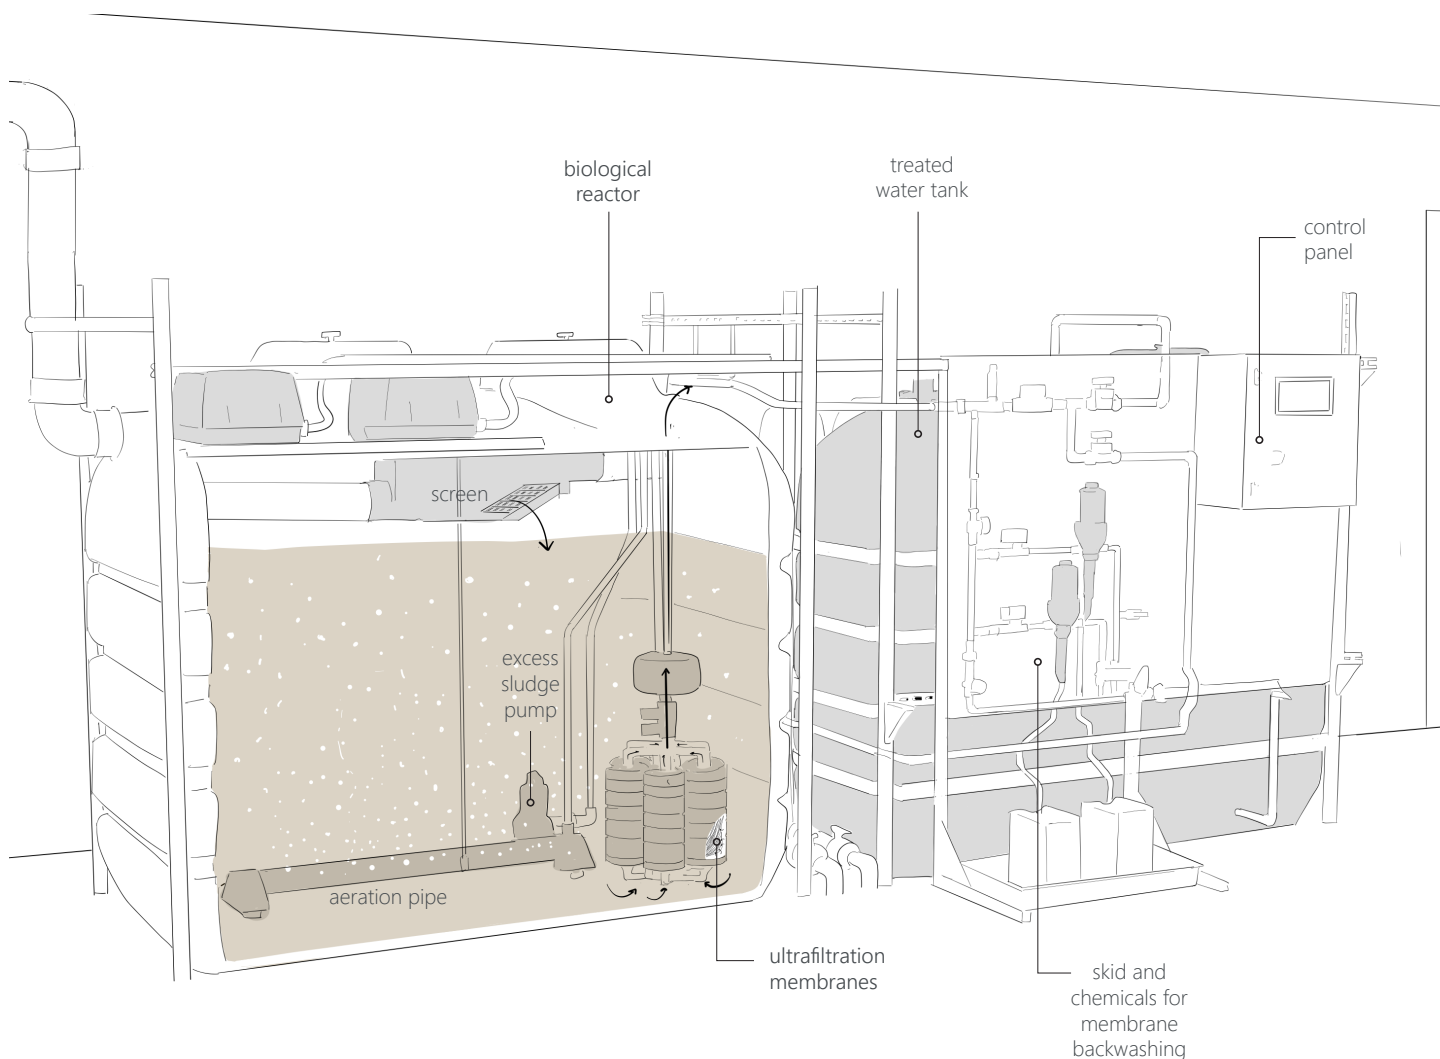 biological
reactor
treated
water tank
control
panel
screen
excess
sludge
pump
aeration pipe
ultrafiltration
membranes
skid and
chemicals for
membrane
backwashing